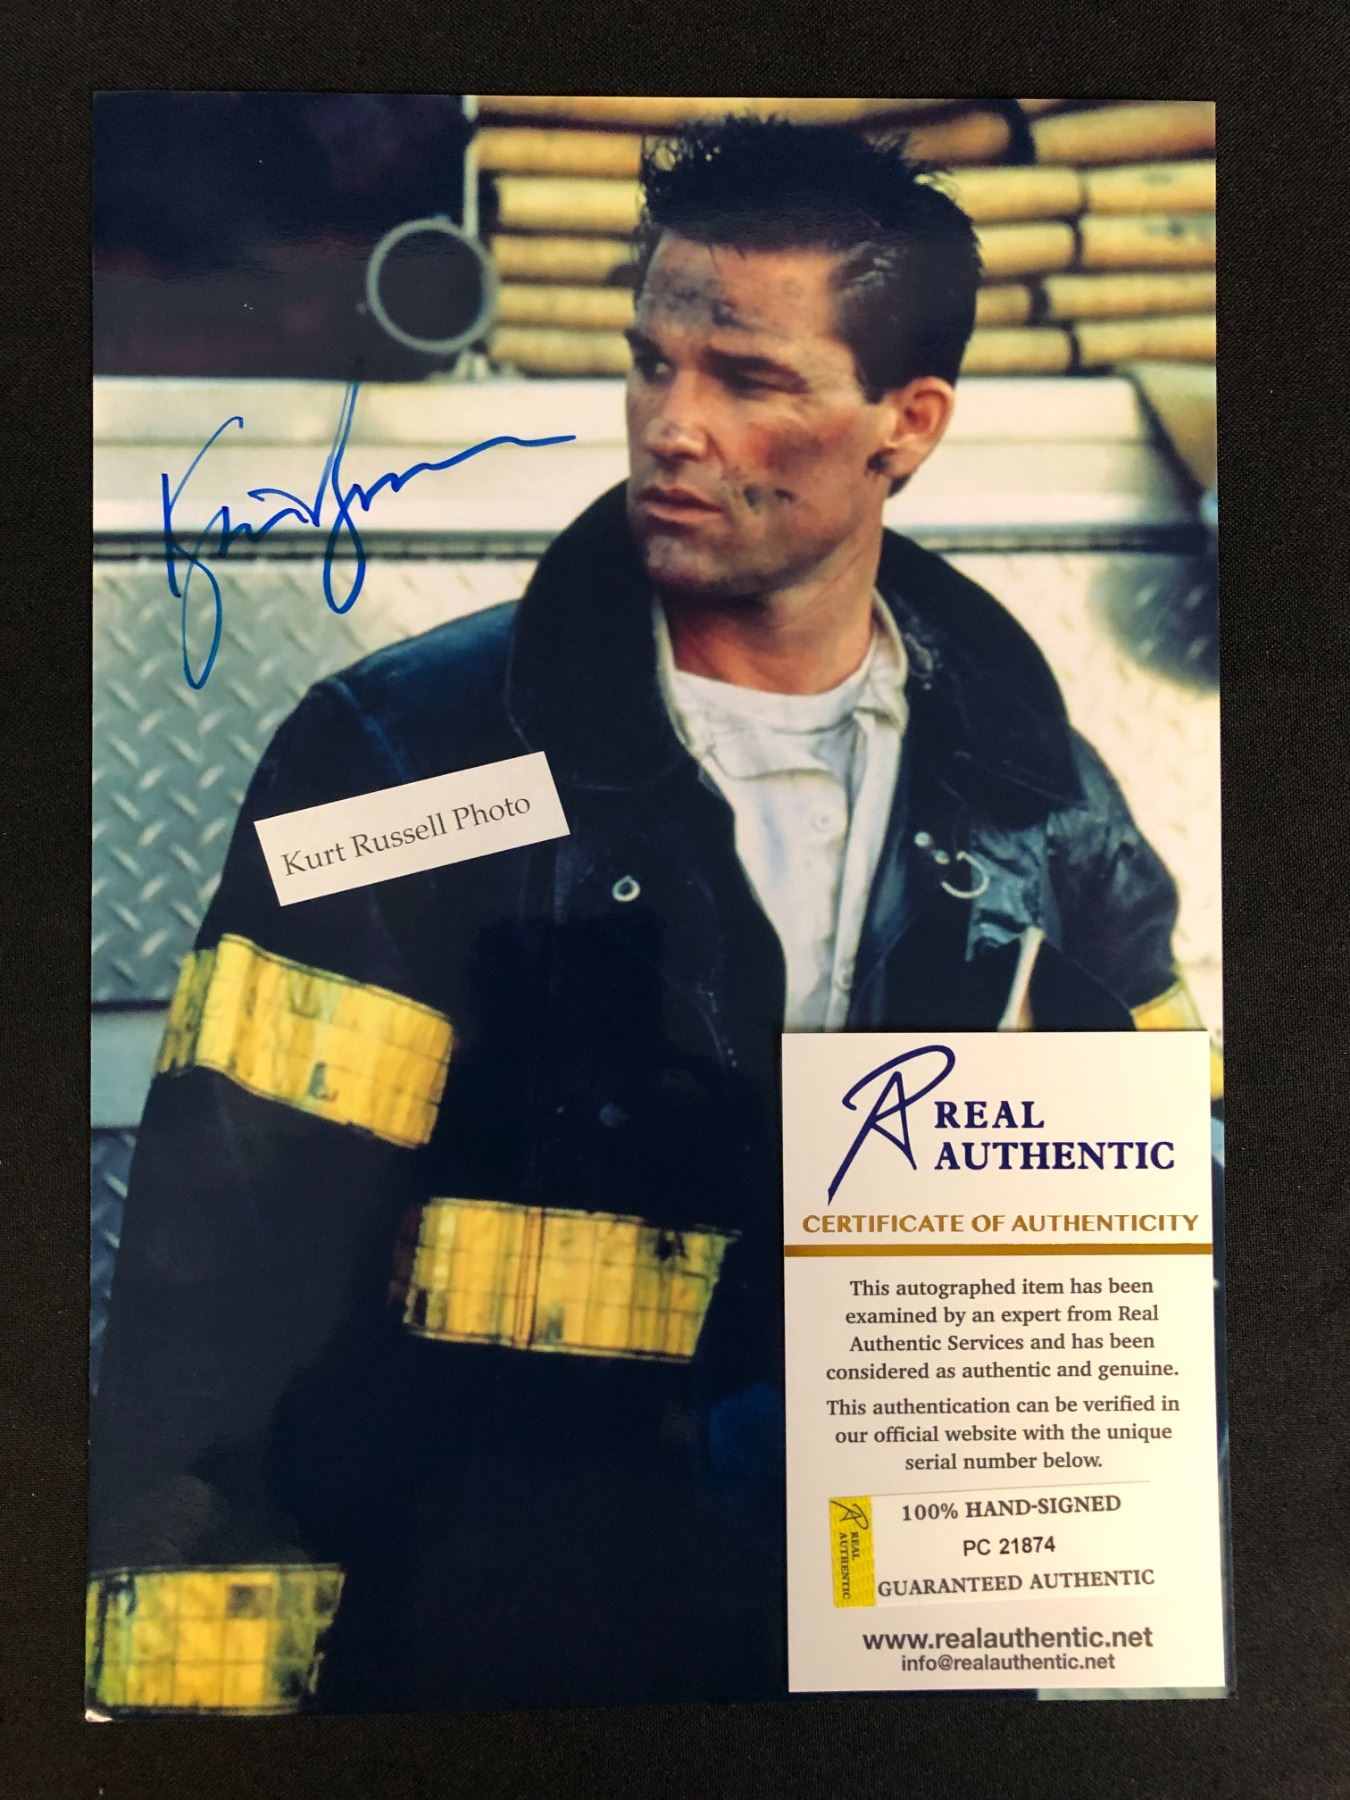 Kurt Russell Photo
REAL
AUTHENTIC
CERTIFICATE OF AUTHENTICITY
This autographed item has been
examined by an expert from Real
Authentic Services and has been
considered as authentic and genuine.
This authentication can be verified in
our official website with the unique
serial number below.
REAL
AUTHENTIC
100% HAND-SIGNED
PC 21874
GUARANTEED AUTHENTIC
www.realauthentic.net
info@realauthentic.net